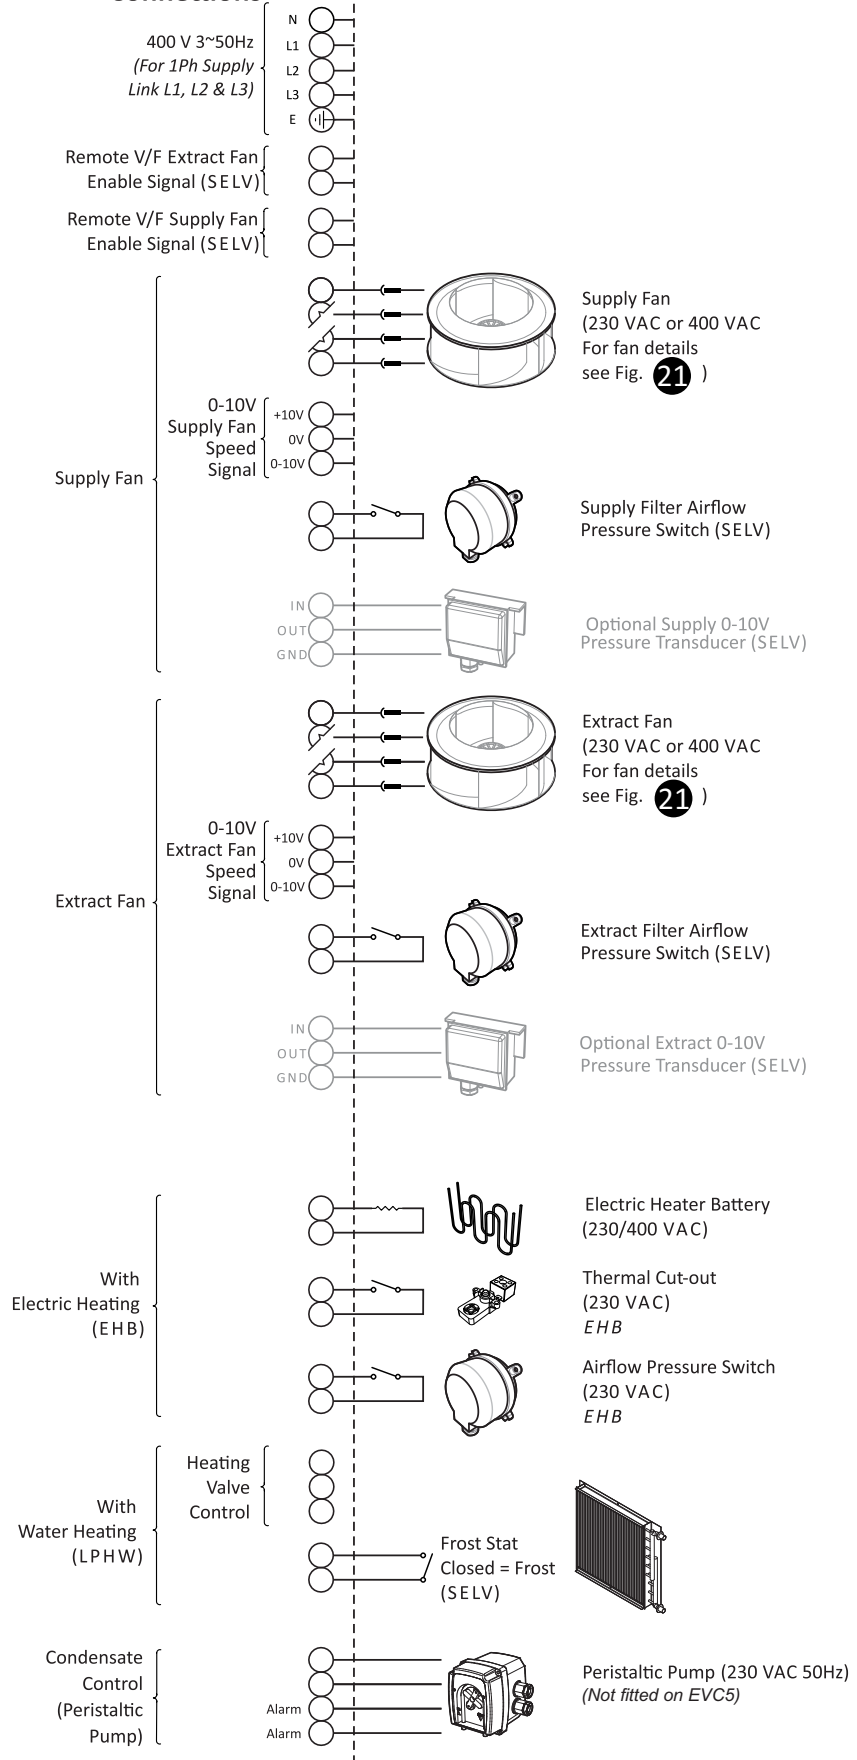 N
400 V 3~50Hz
(For 1Ph Supply
Link L1, L2 & L3)
L1
L2
L3
E
Remote V/F Extract Fan
Enable Signal (SELV)
Remote V/F Supply Fan
Enable Signal (SELV)
Supply Fan
(230 VAC or 400 VAC
For fan details
see Fig. 21 )
Supply Fan
0-10V
Supply Fan
Speed
Signal
+10V
0V
0-10V
Supply Filter Airflow
Pressure Switch (SELV)
IN
OUT
GND
Optional Supply 0-10V
Pressure Transducer (SELV)
Extract Fan
(230 VAC or 400 VAC
For fan details
see Fig. 21 )
Extract Fan
0-10V
Extract Fan
Speed
Signal
+10V
0V
0-10V
Extract Filter Airflow
Pressure Switch (SELV)
IN
OUT
GND
Optional Extract 0-10V
Pressure Transducer (SELV)
With
Electric Heating
(EHB)
Electric Heater Battery
(230/400 VAC)
Thermal Cut-out
(230 VAC)
EHB
Airflow Pressure Switch
(230 VAC)
EHB
With
Water Heating
(LPHW)
Heating
Valve
Control
Frost Stat
Closed = Frost
(SELV)
Condensate
Control
(Peristaltic
Pump)
Alarm
Alarm
Peristaltic Pump (230 VAC 50Hz)
(Not fitted on EVC5)